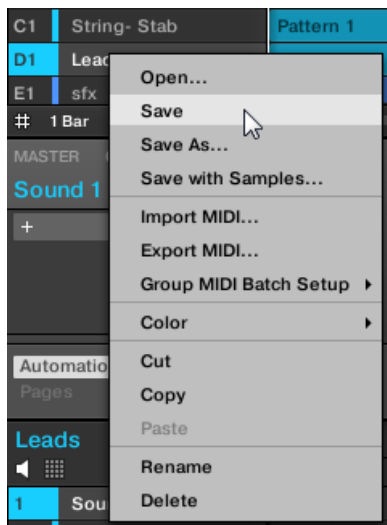 C1 String- Stab Pattern 1
D1 Lead
E1 sfx
1 Bar
MASTER
Sound 1
+
Automatio
Pages
Leads
1 Sou
Open...
Save
Save As...
Save with Samples...
Import MIDI...
Export MIDI...
Group MIDI Batch Setup
Color
Cut
Copy
Paste
Rename
Delete